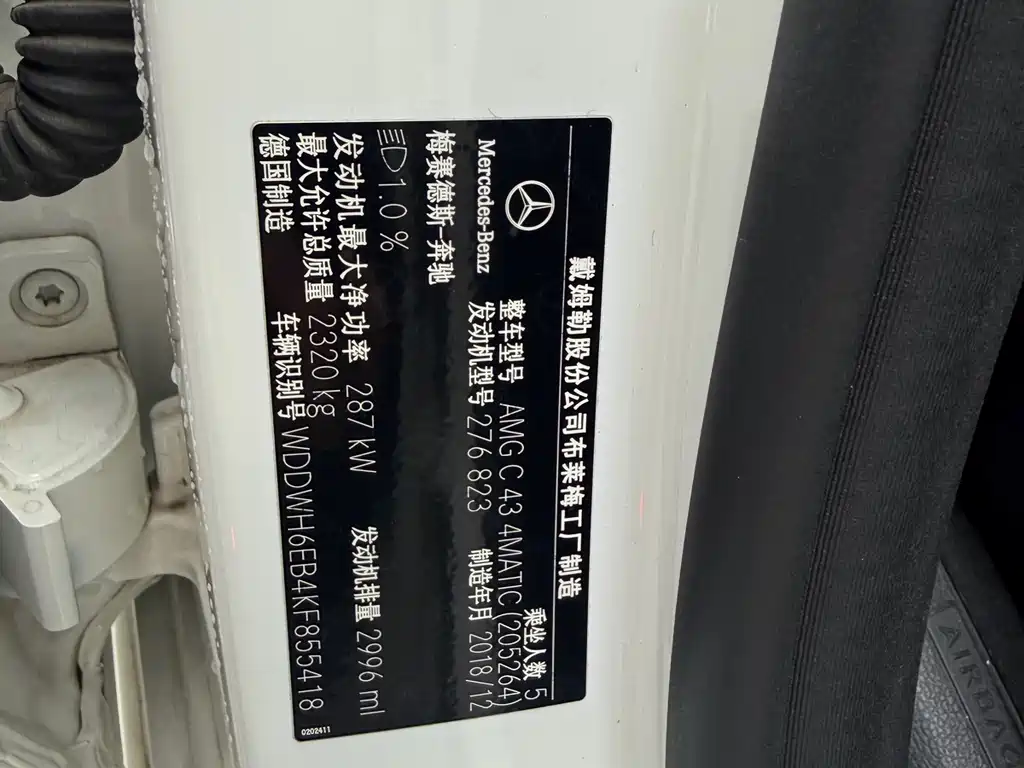 戴姆勒股份公司布莱梅工厂制造
Mercedes-Benz
梅赛德斯-奔驰
乘坐人数 5
整车型号 AMG C 43 4MATIC (205264)
发动机型号 276 823 制造年月 2018/12
1.0 %
发动机最大净功率 287 kW 发动机排量 2996 ml
最大允许总质量 2320 kg
德国制造 车辆识别号 WDDWH6EB4KF855418
0202411
AIRBAG